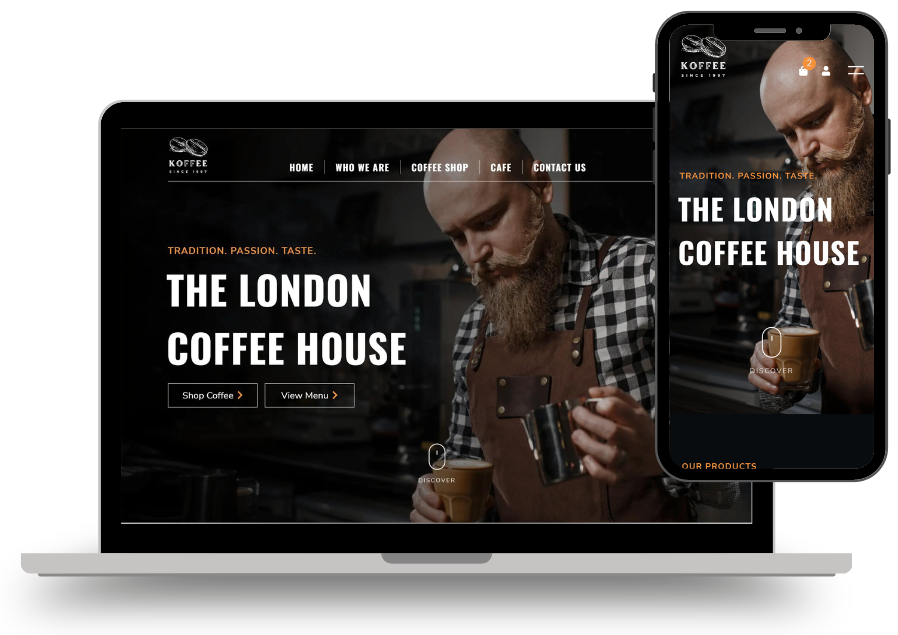 KOFFEE
SINCE 1997
HOME
WHO WE ARE
COFFEE SHOP
CAFE
CONTACT US
TRADITION. PASSION. TASTE.
THE LONDON
COFFEE HOUSE
Shop Coffee
View Menu
DISCOVER
KOFFEE
SINCE 1997
2
TRADITION. PASSION. TASTE.
THE LONDON
COFFEE HOUSE
DISCOVER
OUR PRODUCTS